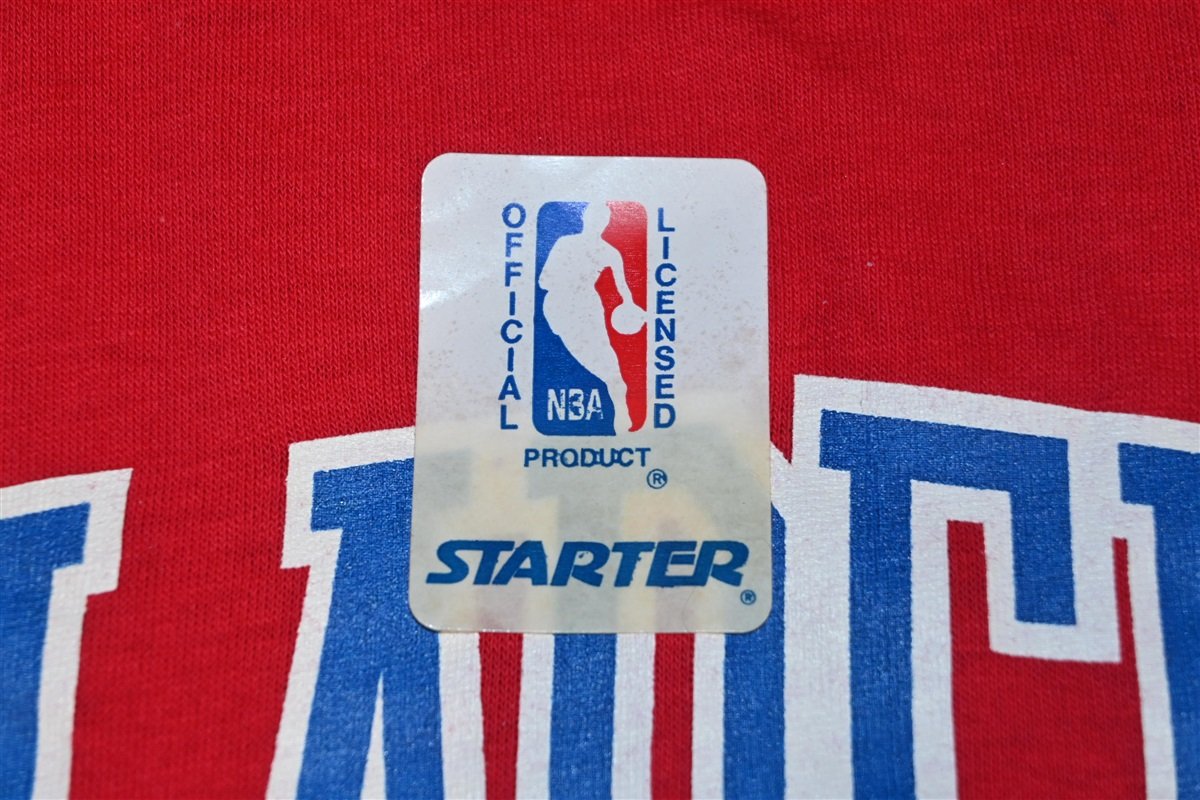 OFFICIAL
NBA
LICENSED
PRODUCT®
STARTER®